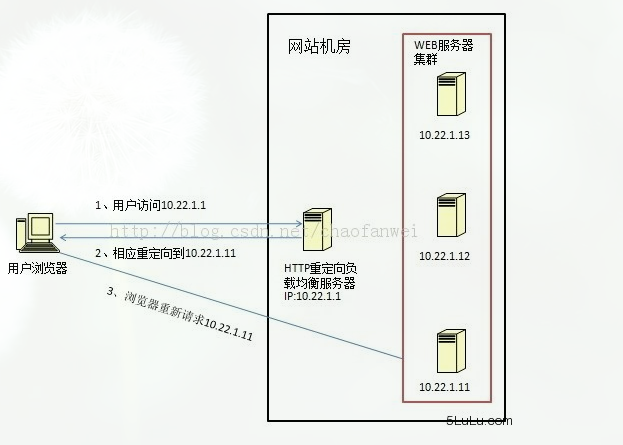 网站机房
WEB服务器
集群
10.22.1.13
1、用户访问10.22.1.1
http://blog.csdn.net/chaofanwei
10.22.1.12
2、相应重定向到10.22.1.11
用户浏览器
HTTP重定向负
载均衡服务器
IP:10.22.1.1
3、浏览器重新请求10.22.1.11
10.22.1.11
5LuLu.com